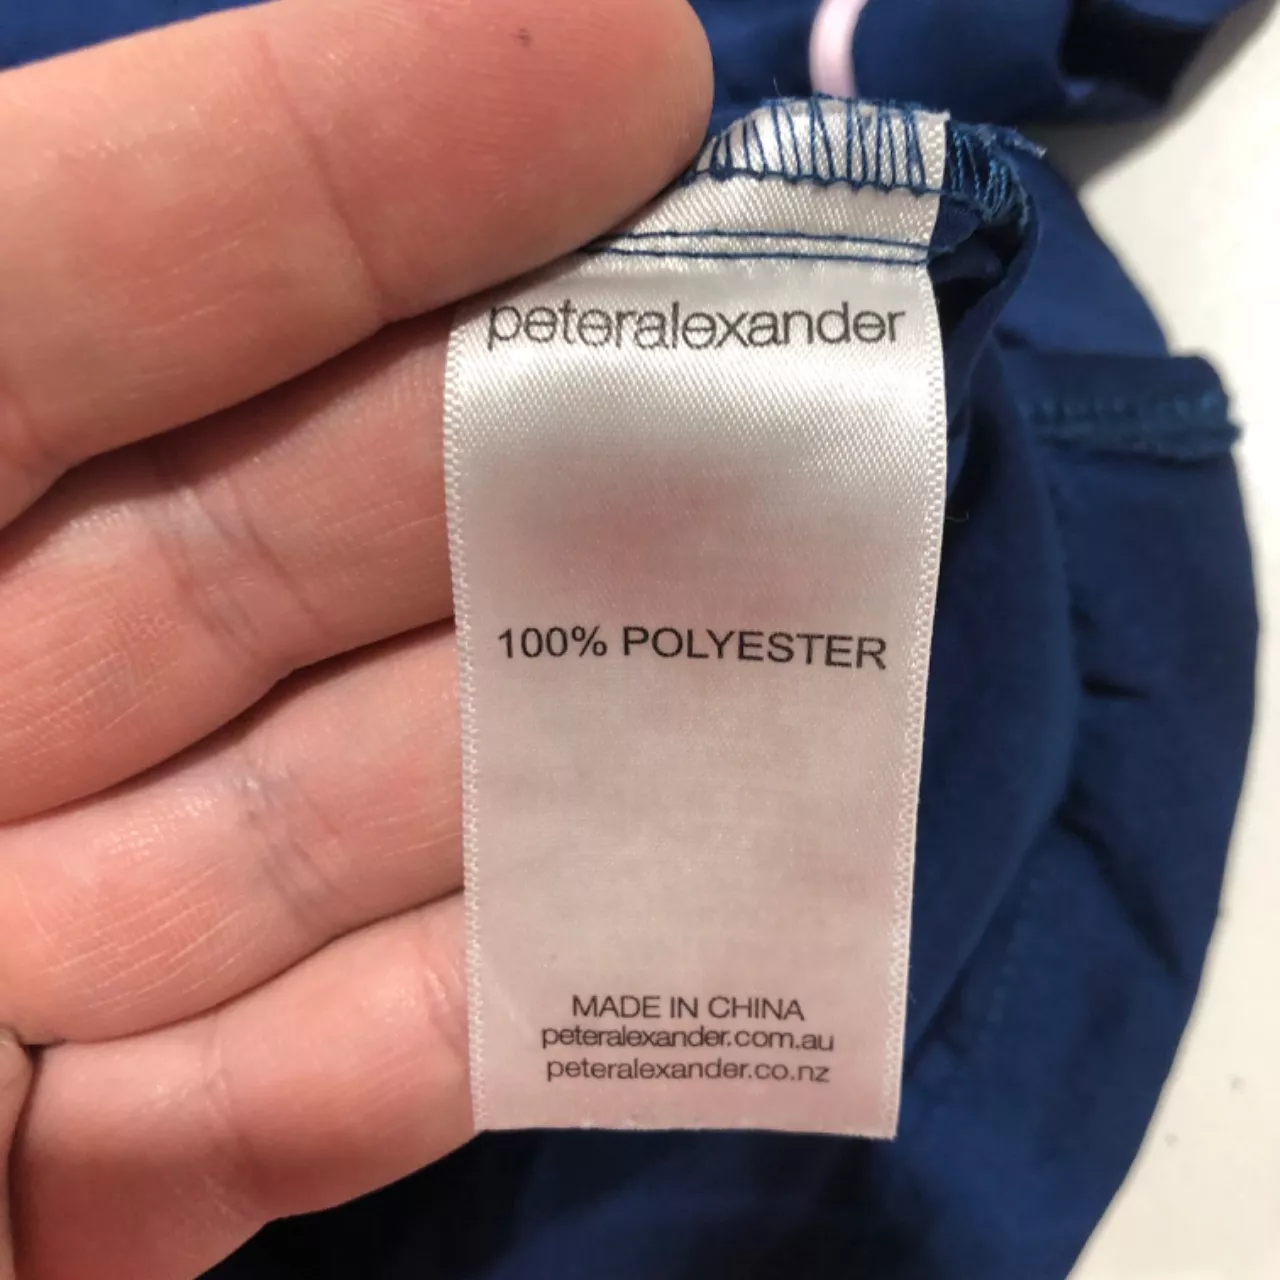 peteralexander
100% POLYESTER
MADE IN CHINA
peteralexander.com.au
peteralexander.co.nz